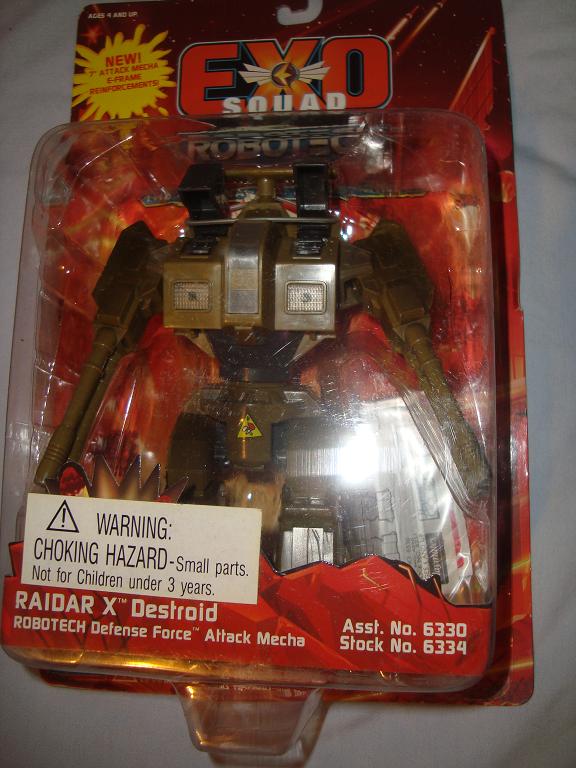 AGES 4 AND UP
NEW!
7" ATTACK MECHA
E-FRAME
REINFORCEMENTS!
EXO
SQUAD
ROBOTECH
WARNING:
CHOKING HAZARD-Small parts.
Not for Children under 3 years.
RAIDAR X™ Destroid
ROBOTECH Defense Force™ Attack Mecha
Asst. No. 6330
Stock No. 6334